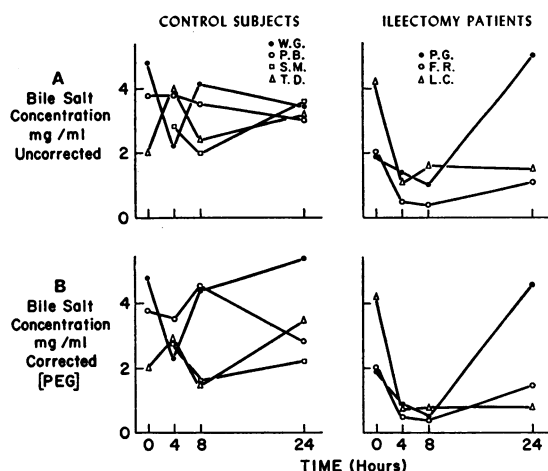 CONTROL SUBJECTS
ILEECTOMY PATIENTS
W.G.
P.B.
S.M.
T.D.
P.G.
F.R.
L.C.
A
Bile Salt
Concentration
mg/ml
Uncorrected
4
2
0
B
Bile Salt
Concentration
mg/ml
Corrected
[PEG]
4
2
0
0 4 8 24
0 4 8 24
TIME (Hours)